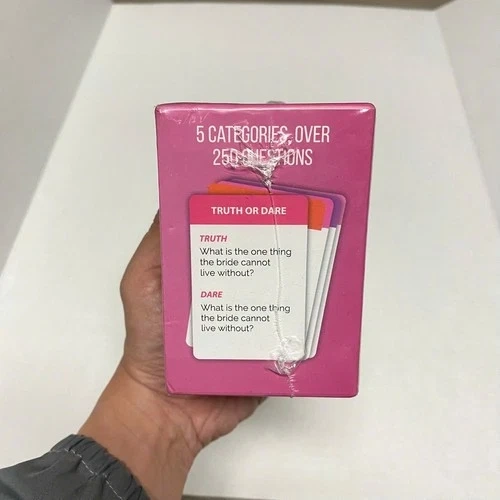 5 CATEGORIES, OVER
250 QUESTIONS
TRUTH OR DARE
TRUTH
What is the one thing
the bride cannot
live without?
DARE
What is the one thing
the bride cannot
live without?